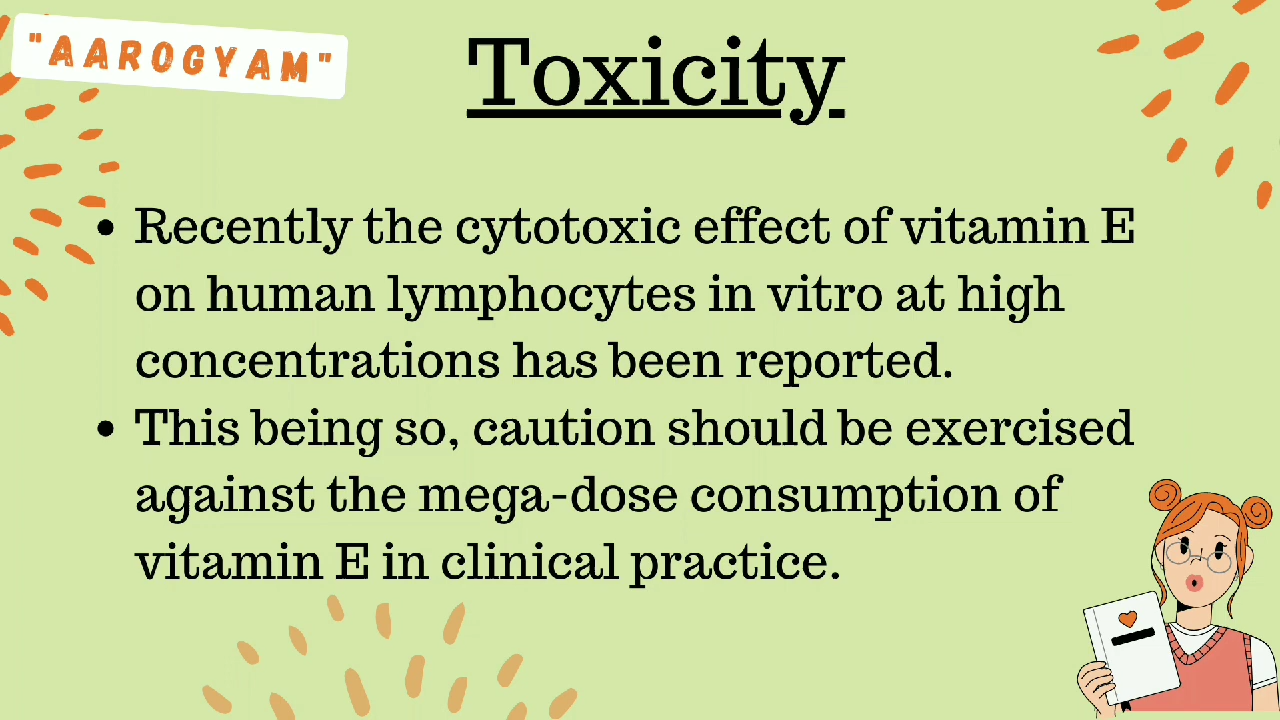 "AAROGYAM"
Toxicity
• Recently the cytotoxic effect of vitamin E
on human lymphocytes in vitro at high
concentrations has been reported.
• This being so, caution should be exercised
against the mega-dose consumption of
vitamin E in clinical practice.